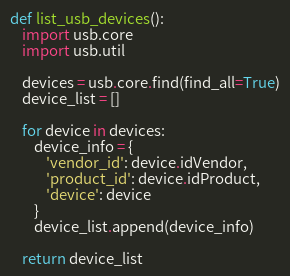 def list_usb_devices():
    import usb.core
    import usb.util

    devices = usb.core.find(find_all=True)
    device_list = []

    for device in devices:
        device_info = {
            'vendor_id': device.idVendor,
            'product_id': device.idProduct,
            'device': device
        }
        device_list.append(device_info)

    return device_list